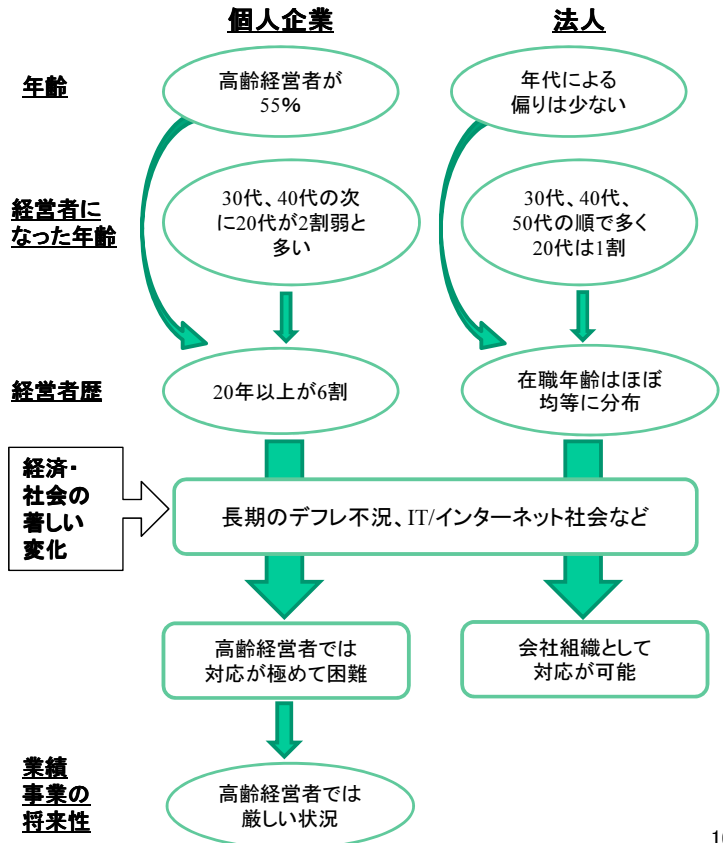 個人企業
法人
年齢
高齢経営者が
55%
年代による
偏りは少ない
経営者に
なった年齢
30代、40代の次
に20代が2割弱と
多い
30代、40代、
50代の順で多く
20代は1割
経営者歴
20年以上が6割
在職年齢はほぼ
均等に分布
経済・
社会の
著しい
変化
長期のデフレ不況、IT/インターネット社会など
高齢経営者では
対応が極めて困難
会社組織として
対応が可能
業績
事業の
将来性
高齢経営者では
厳しい状況